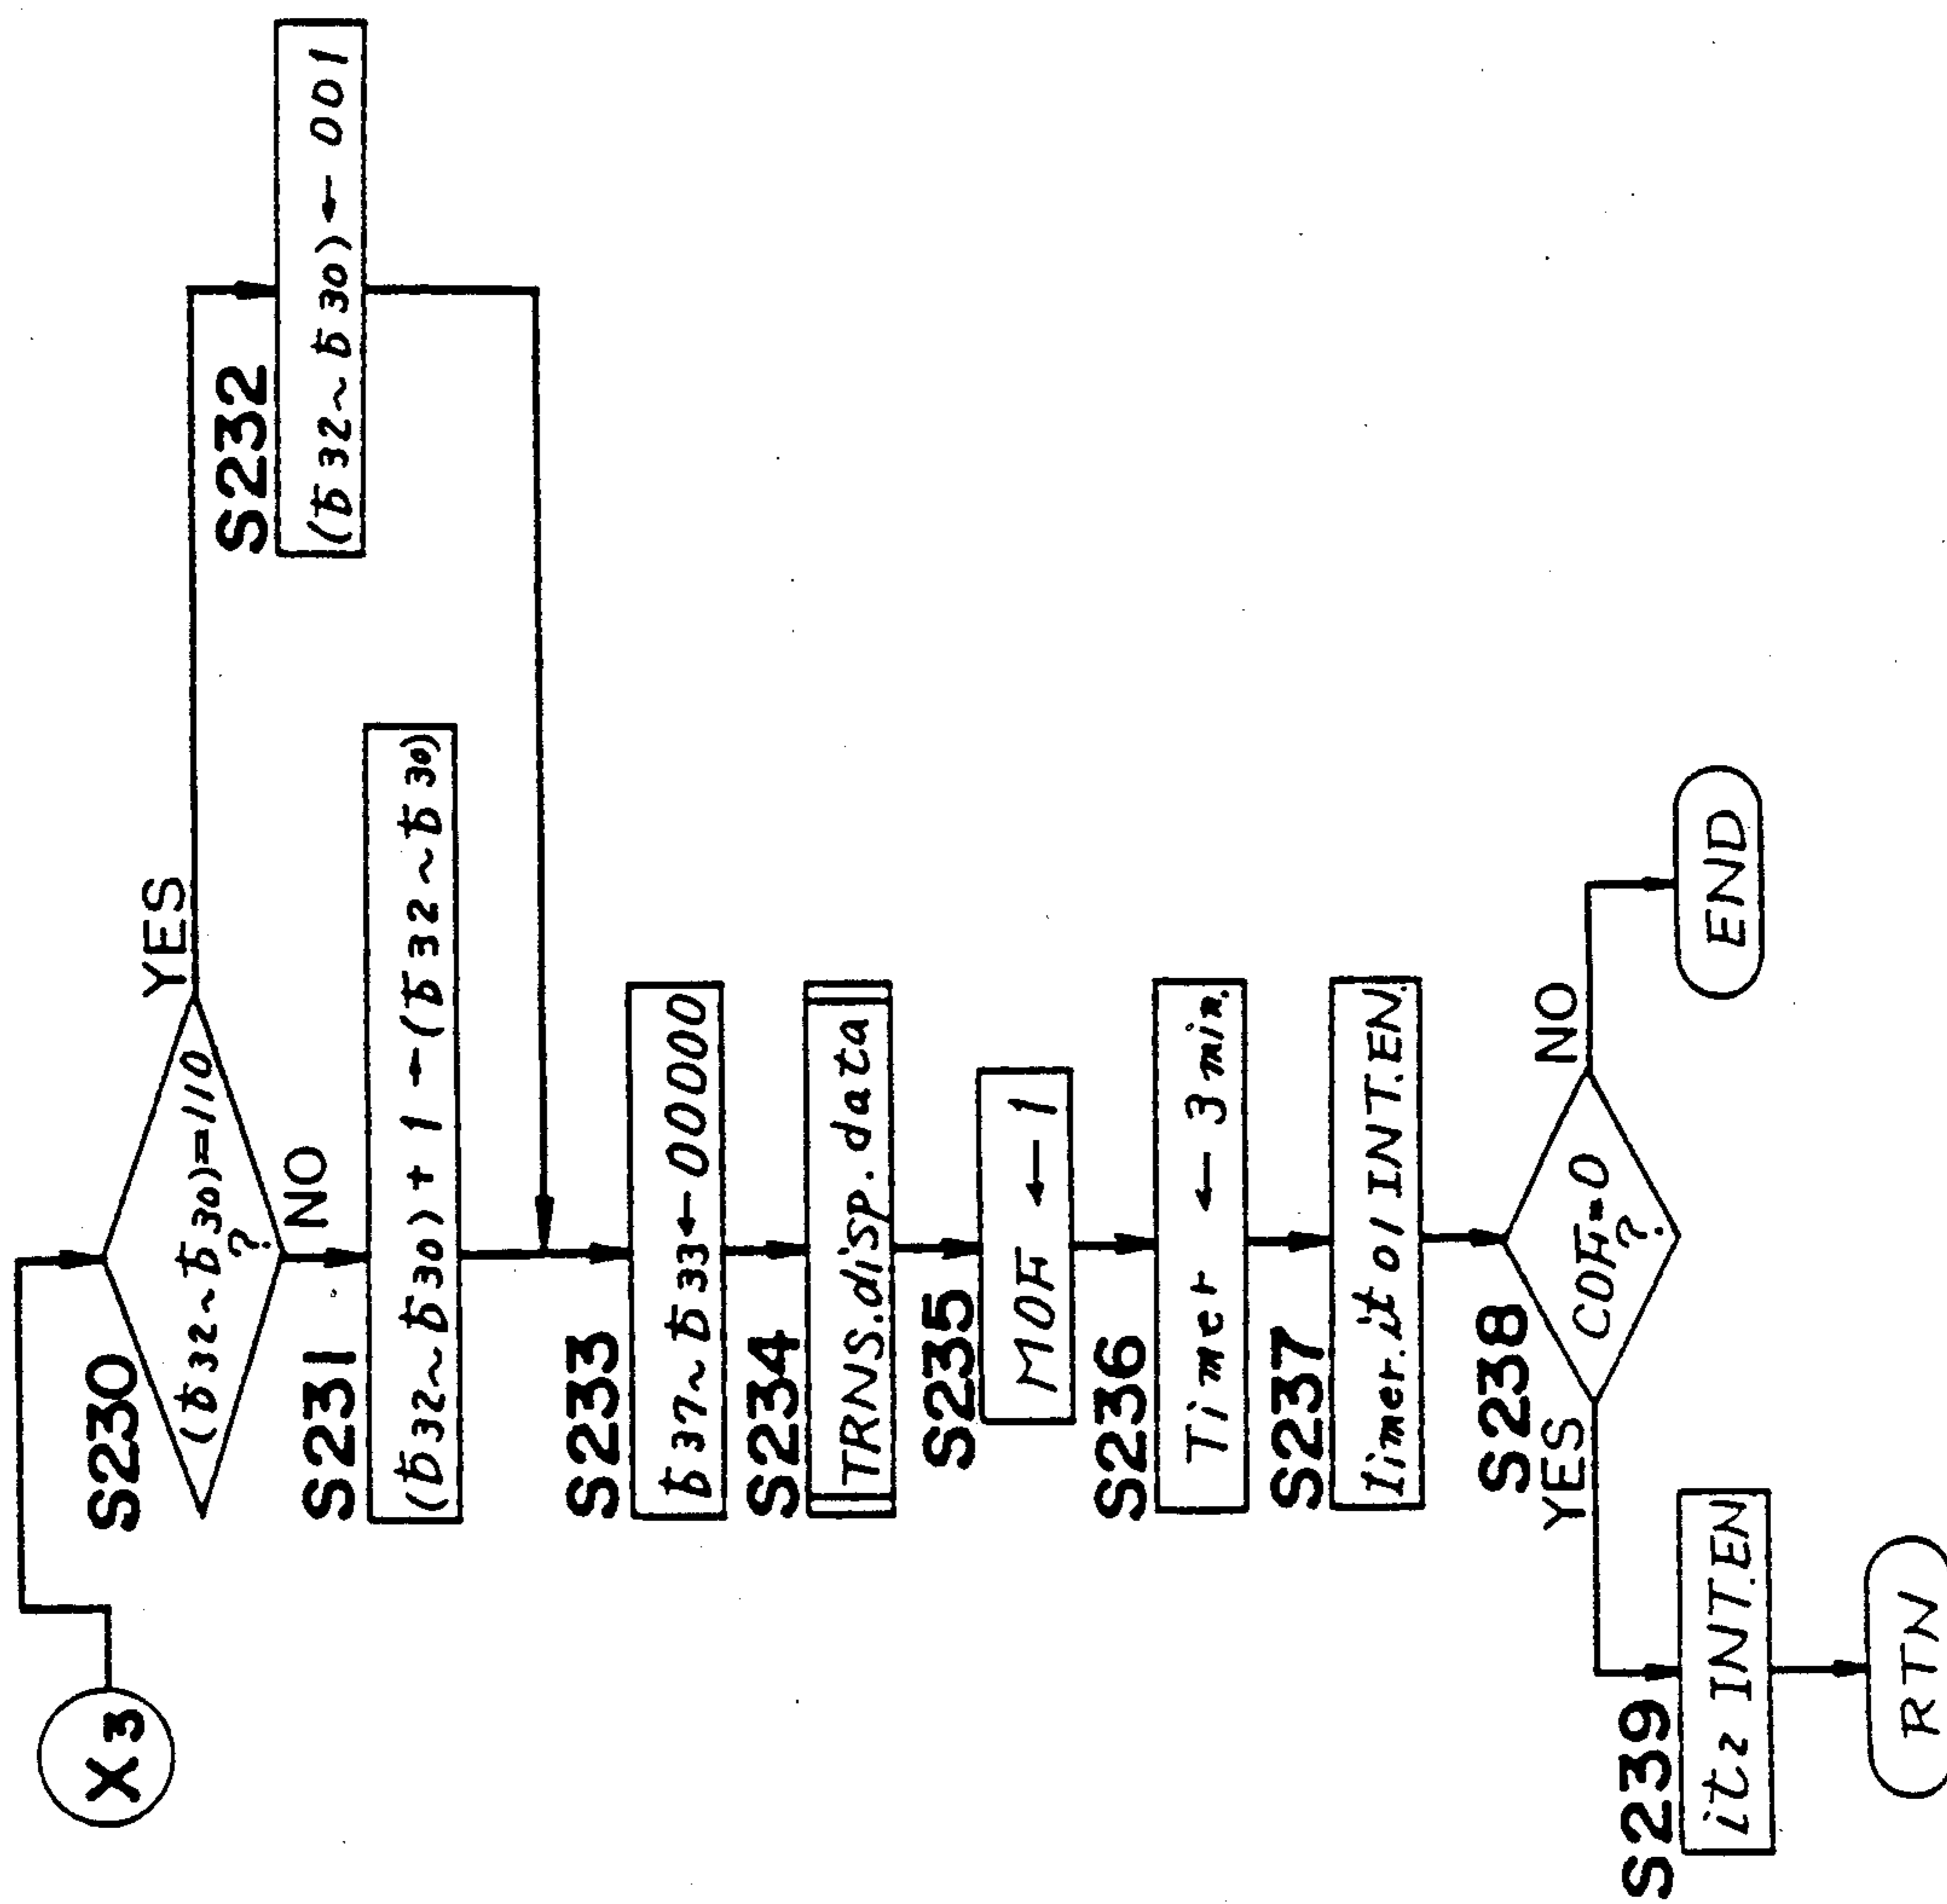 X3
S230
(b32~b30)=110
?
YES
NO
S231
(b32~b30) + 1 → (b32~b30)
S232
(b32~b30) ← 001
S233
b37~b33 ← 00000
S234
TRNS.disp.data
S235
MOF ← 1
S236
Timer ← 3min.
S237
timer.it01 INT.EN.
S238
COF=0
?
YES
NO
S239
it2 INT.EN
END
RTN